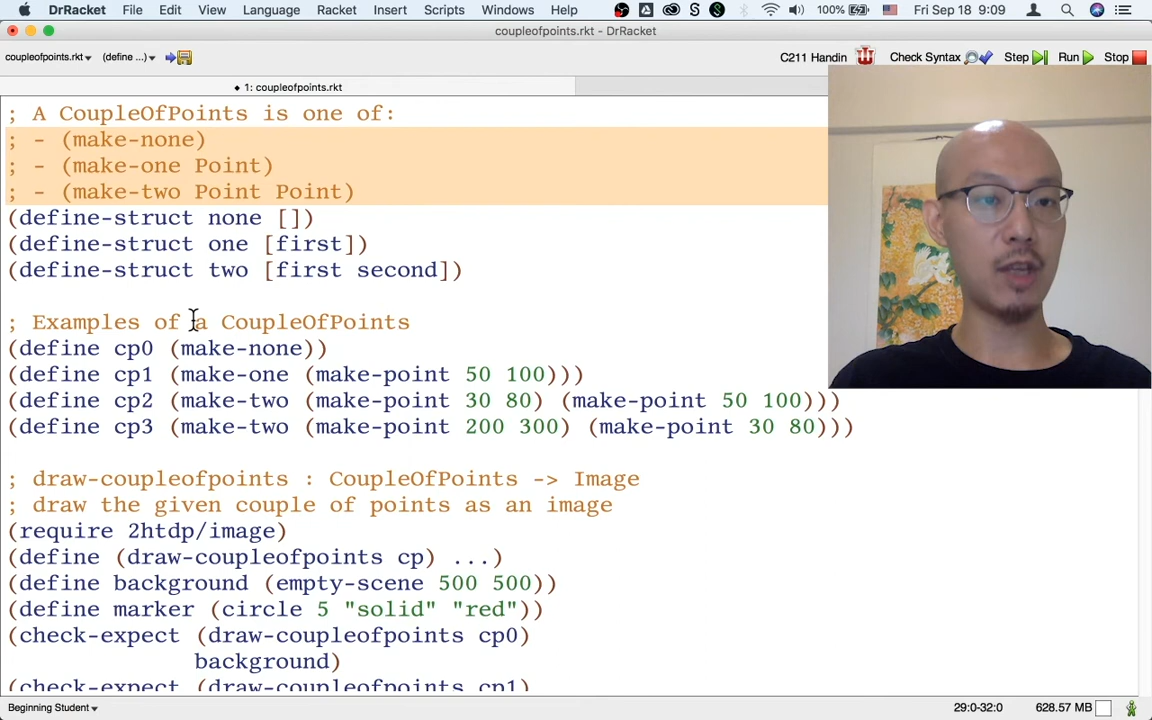 DrRacket File Edit View Language Racket Insert Scripts Windows Help 100% Fri Sep 18 9:09
coupleofpoints.rkt - DrRacket
coupleofpoints.rkt (define ...) C211 Handin Check Syntax Step Run Stop
1: coupleofpoints.rkt
; A CoupleOfPoints is one of:
; - (make-none)
; - (make-one Point)
; - (make-two Point Point)
(define-struct none [])
(define-struct one [first])
(define-struct two [first second])
; Examples of a CoupleOfPoints
(define cp0 (make-none))
(define cp1 (make-one (make-point 50 100)))
(define cp2 (make-two (make-point 30 80) (make-point 50 100)))
(define cp3 (make-two (make-point 200 300) (make-point 30 80)))
; draw-coupleofpoints : CoupleOfPoints -> Image
; draw the given couple of points as an image
(require 2htdp/image)
(define (draw-coupleofpoints cp) ...)
(define background (empty-scene 500 500))
(define marker (circle 5 "solid" "red"))
(check-expect (draw-coupleofpoints cp0)
background)
(check-expect (draw-coupleofpoints cp1)
Beginning Student 29:0-32:0 628.57 MB